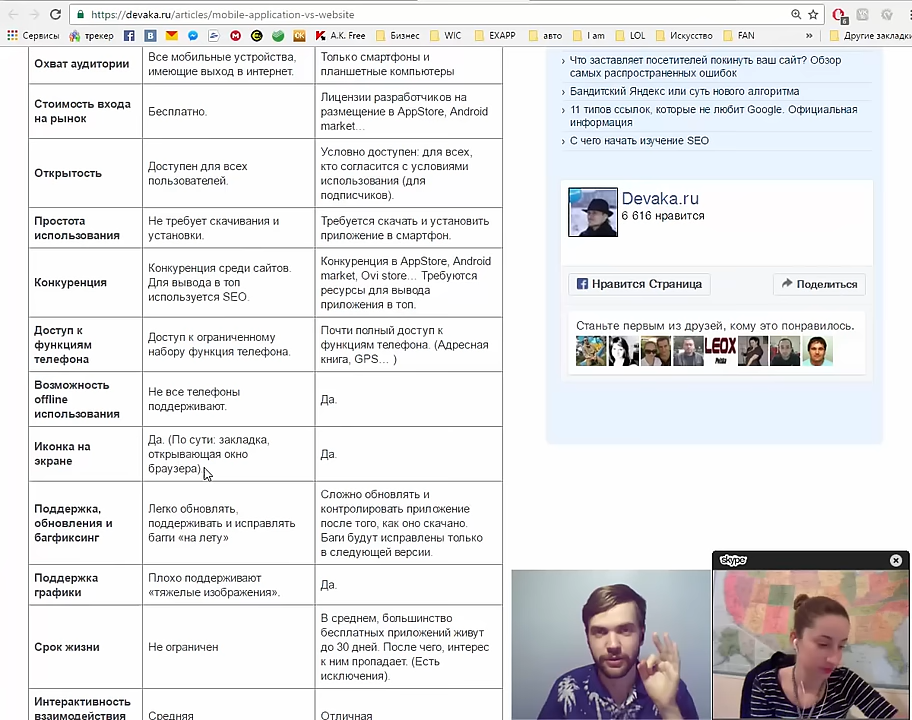 https://devaka.ru/articles/mobile-application-vs-website
Сервисы
трекер
A.K. Free
Бизнес
WIC
EXAPP
авто
I am
LOL
Искусство
FAN
»
Другие закладки
Охват аудитории
Все мобильные устройства,
имеющие выход в интернет.
Только смартфоны и
планшетные компьютеры
Стоимость входа
на рынок
Бесплатно.
Лицензии разработчиков на
размещение в AppStore, Android
market…
Открытость
Доступен для всех
пользователей.
Условно доступен: для всех,
кто согласится с условиями
использования (для
подписчиков).
Простота
использования
Не требует скачивания и
установки.
Требуется скачать и установить
приложение в смартфон.
Конкуренция
Конкуренция среди сайтов.
Для вывода в топ
используется SEO.
Конкуренция в AppStore, Android
market, Ovi store… Требуются
ресурсы для вывода
приложения в топ.
Доступ к
функциям
телефона
Доступ к ограниченному
набору функция телефона.
Почти полный доступ к
функциям телефона. (Адресная
книга, GPS… )
Возможность
offline
использования
Не все телефоны
поддерживают.
Да.
Иконка на
экране
Да. (По сути: закладка,
открывающая окно
браузера).
Да.
Поддержка,
обновления и
багфиксинг
Легко обновлять,
поддерживать и исправлять
багги «на лету»
Сложно обновлять и
контролировать приложение
после того, как оно скачано.
Баги будут исправлены только
в следующей версии.
Поддержка
графики
Плохо поддерживают
«тяжелые изображения».
Да.
Срок жизни
Не ограничен
В среднем, большинство
бесплатных приложений живут
до 30 дней. После чего, интерес
к ним пропадает. (Есть
исключения).
Интерактивность
взаимодействия
Средняя
Отличная
› Что заставляет посетителей покинуть ваш сайт? Обзор
самых распространенных ошибок
› Бандитский Яндекс или суть нового алгоритма
› 11 типов ссылок, которые не любит Google. Официальная
информация
› С чего начать изучение SEO
Devaka.ru
6 616 нравится
Нравится Страница
Поделиться
Станьте первым из друзей, кому это понравилось.
LEOX
skype